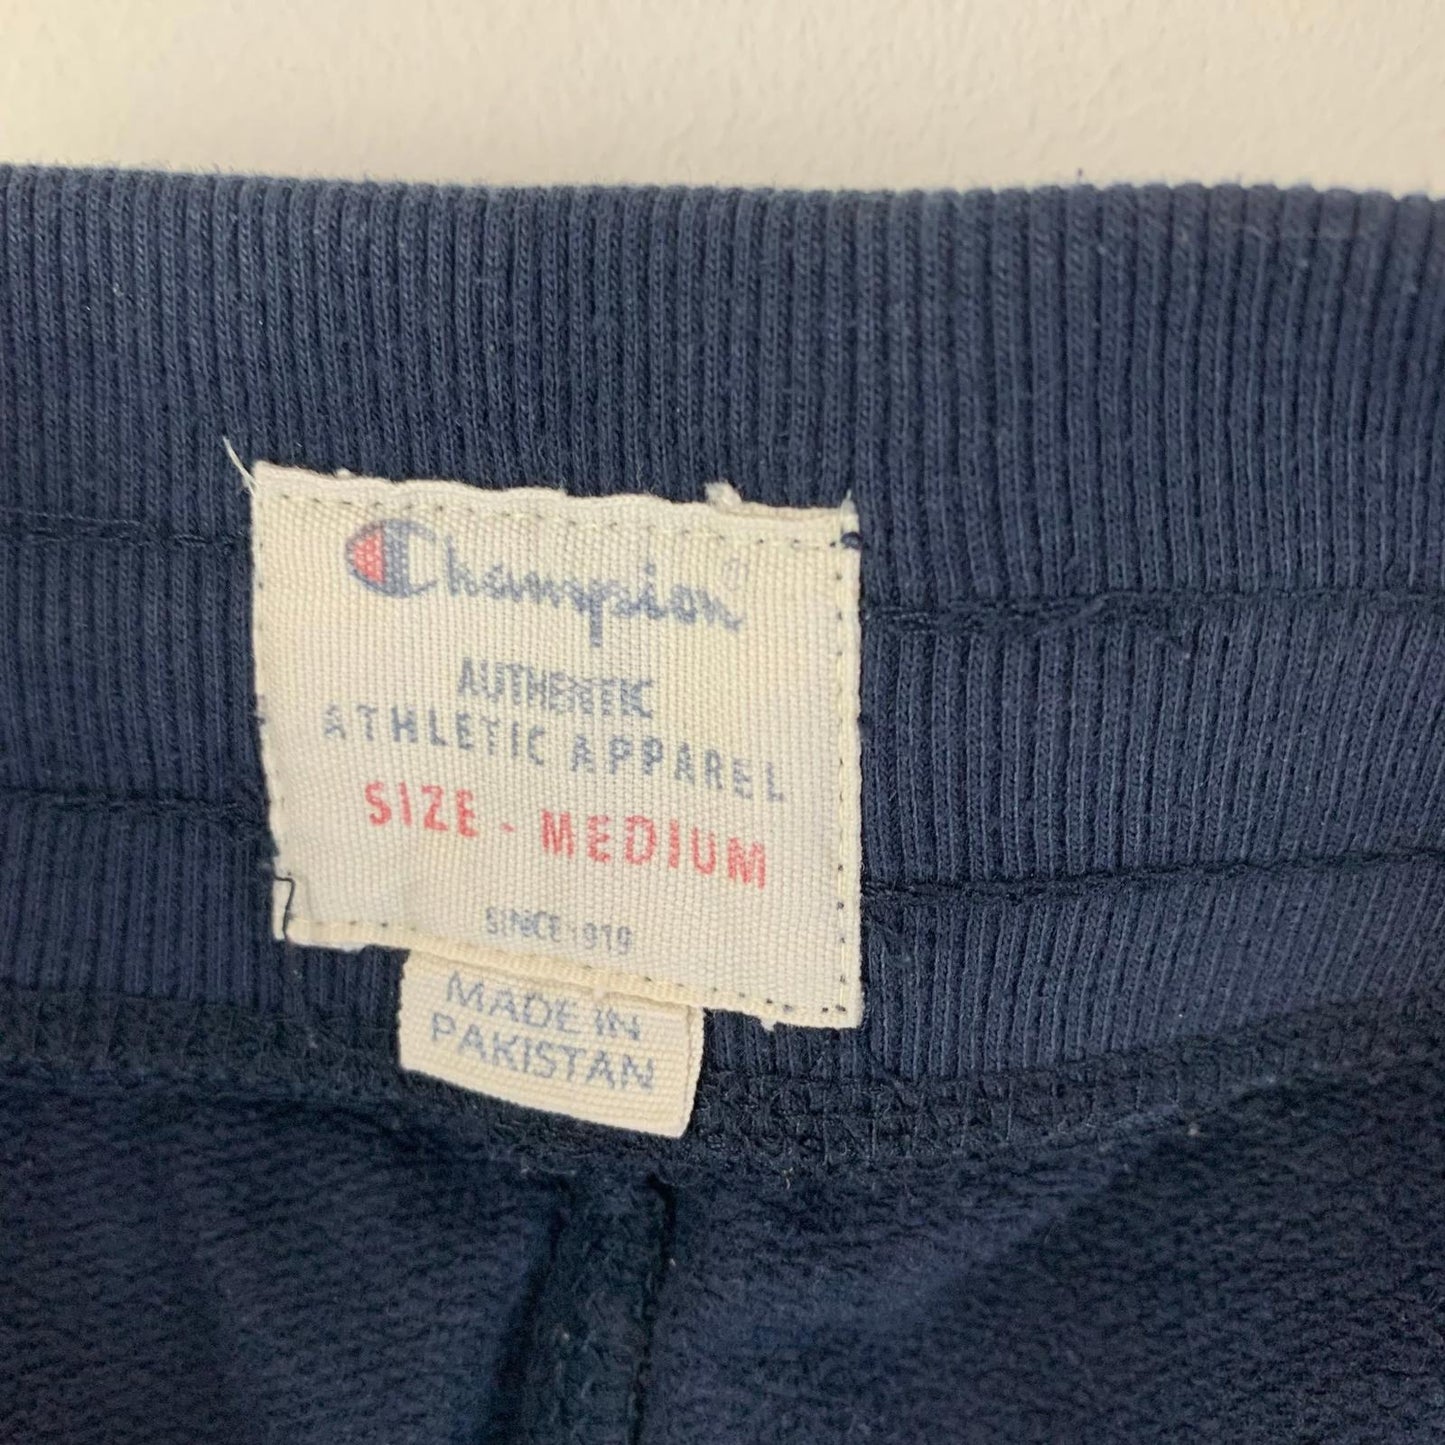 Champion®
AUTHENTIC
ATHLETIC APPAREL
SIZE - MEDIUM
SINCE 1919
MADE IN
PAKISTAN